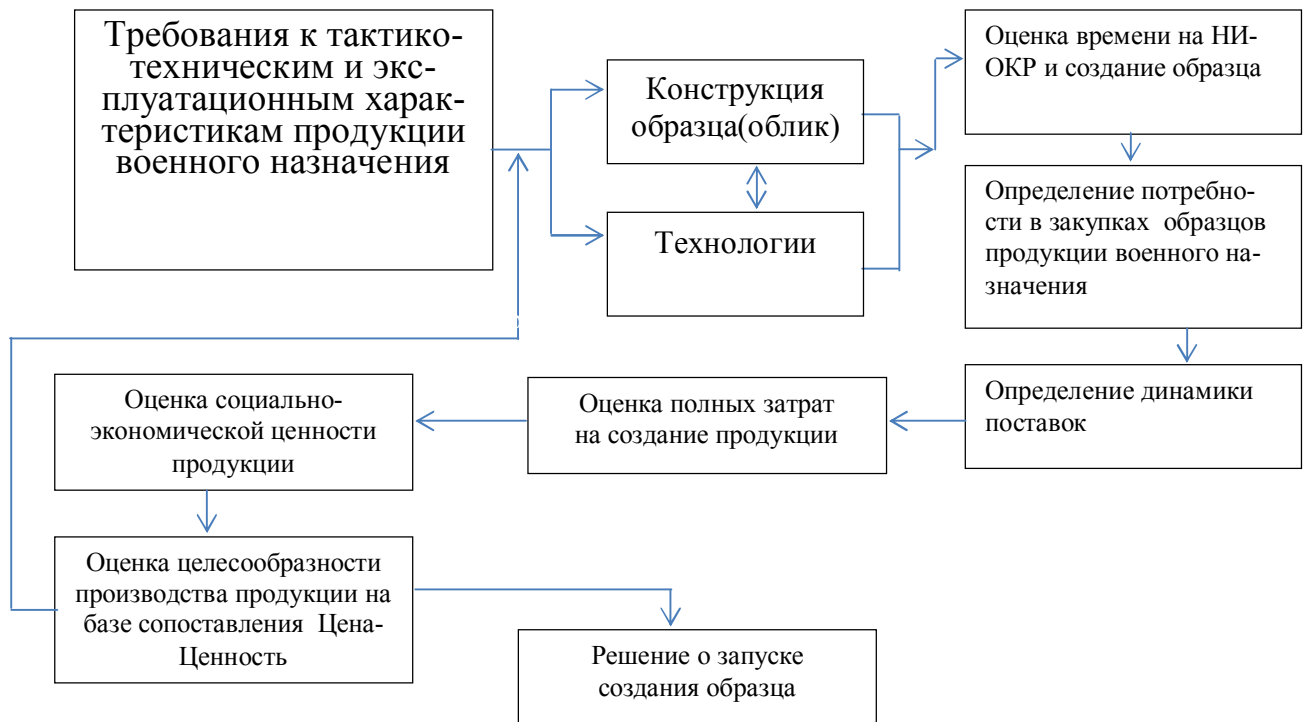 Требования к тактико-
техническим и экс-
плуатационным харак-
теристикам продукции
военного назначения
Конструкция
образца(облик)
Технологии
Оценка времени на НИ-
ОКР и создание образца
Определение потребно-
сти в закупках образцов
продукции военного на-
значения
Определение динамики
поставок
Оценка полных затрат
на создание продукции
Оценка социально-
экономической ценности
продукции
Оценка целесообразности
производства продукции на
базе сопоставления Цена-
Ценность
Решение о запуске
создания образца